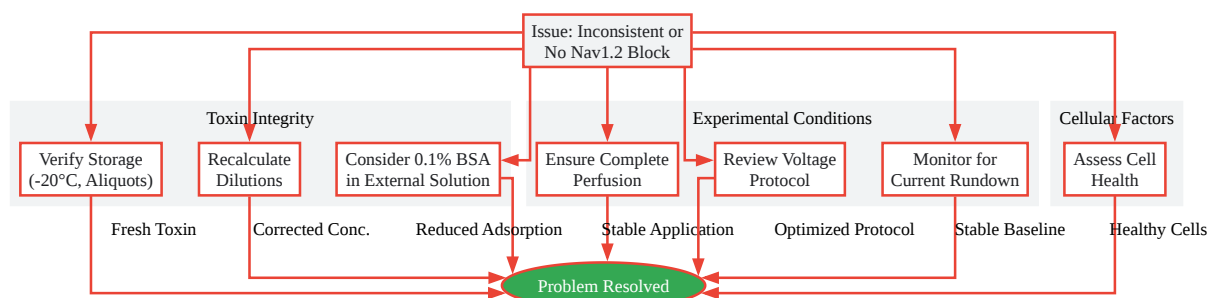 Issue: Inconsistent or
No Nav1.2 Block
Toxin Integrity
Experimental Conditions
Cellular Factors
Verify Storage
(-20°C, Aliquots)
Recalculate
Dilutions
Consider 0.1% BSA
in External Solution
Ensure Complete
Perfusion
Review Voltage
Protocol
Monitor for
Current Rundown
Assess Cell
Health
Fresh Toxin
Corrected Conc.
Reduced Adsorption
Stable Application
Optimized Protocol
Stable Baseline
Healthy Cells
Problem Resolved